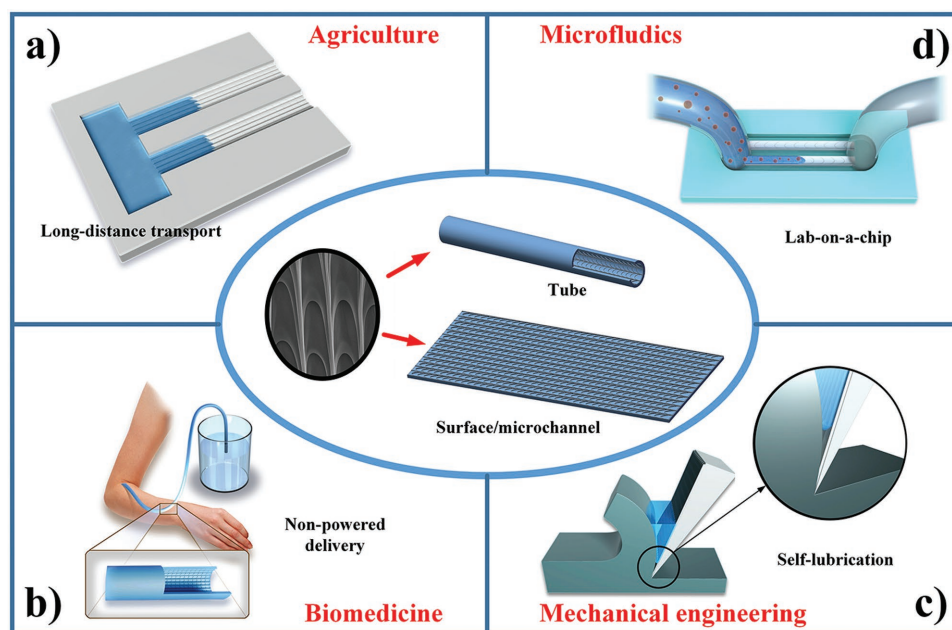 a)
Agriculture
Long-distance transport
Microfludics
d)
Lab-on-a-chip
Tube
Surface/microchannel
b)
Non-powered
delivery
Biomedicine
Mechanical engineering
Self-lubrication
c)